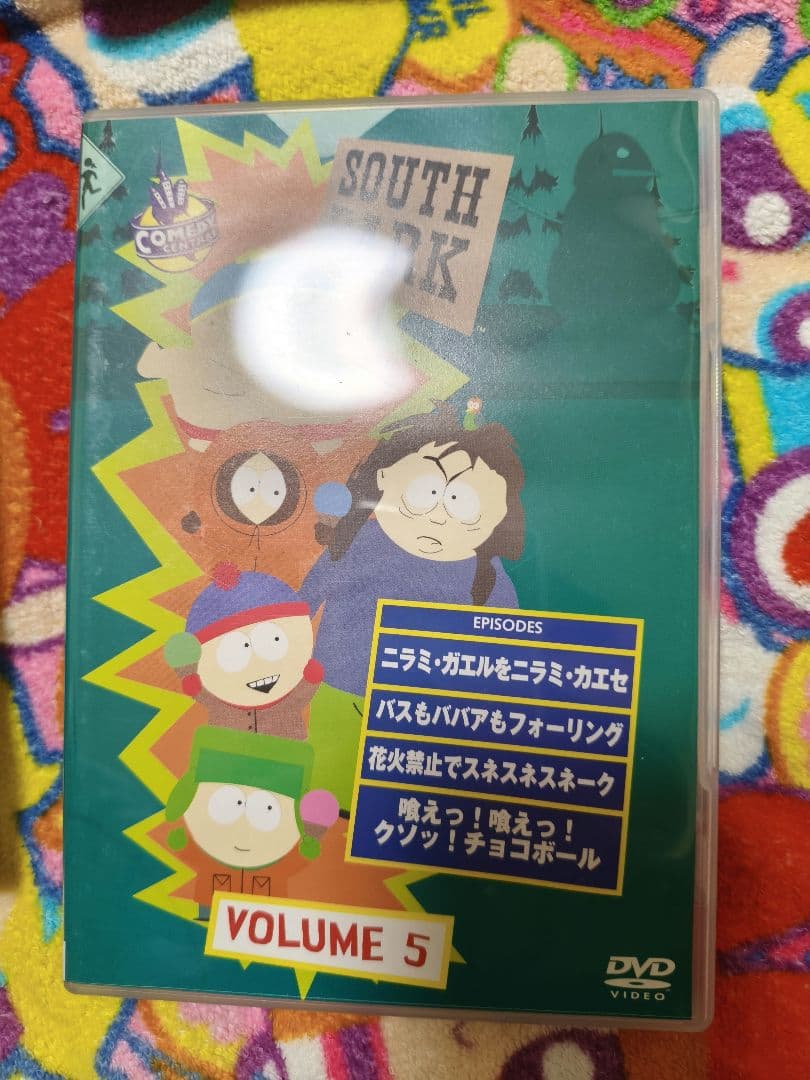 COMEDY
CENTRAL
SOUTH
PARK
TM
EPISODES
ニラミ・ガエルをニラミ・カエセ
バスもババアもフォーリング
花火禁止でスネスネスネーク
喰えっ！喰えっ！
クソッ！チョコボール
VOLUME 5
DVD
VIDEO